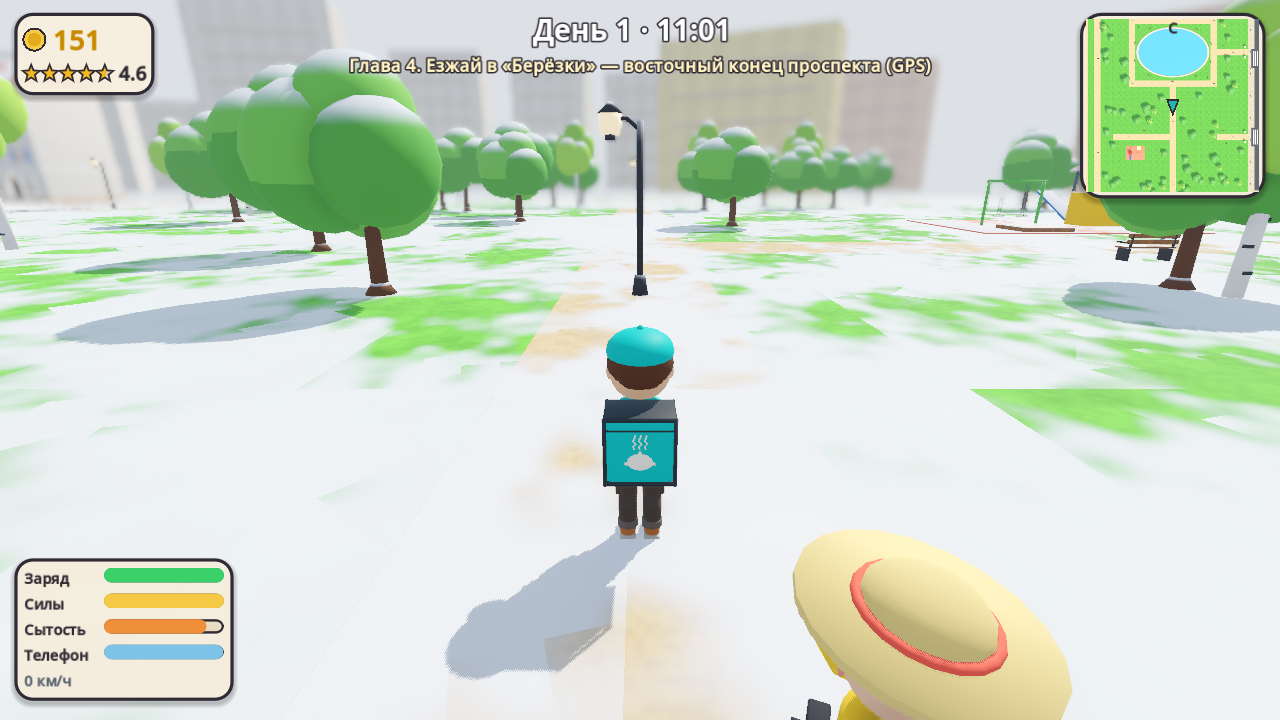 151
4.6
День 1 · 11:01
Глава 4. Езжай в «Берёзки» — восточный конец проспекта (GPS)
С
Заряд
Силы
Сытость
Телефон
0 км/ч